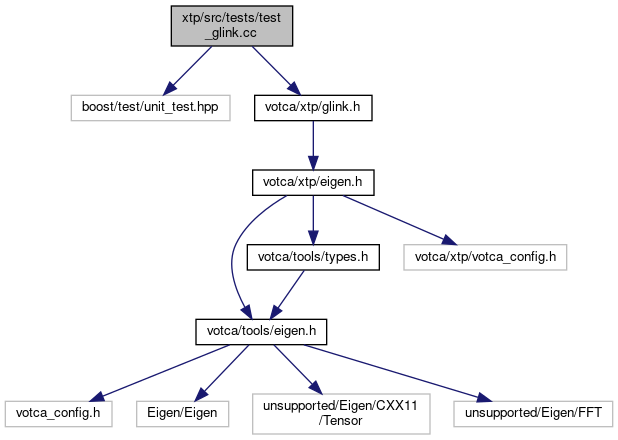 xtp/src/tests/test
_glink.cc
boost/test/unit_test.hpp
votca/xtp/glink.h
votca/xtp/eigen.h
votca/tools/types.h
votca/xtp/votca_config.h
votca/tools/eigen.h
votca_config.h
Eigen/Eigen
unsupported/Eigen/CXX11
/Tensor
unsupported/Eigen/FFT